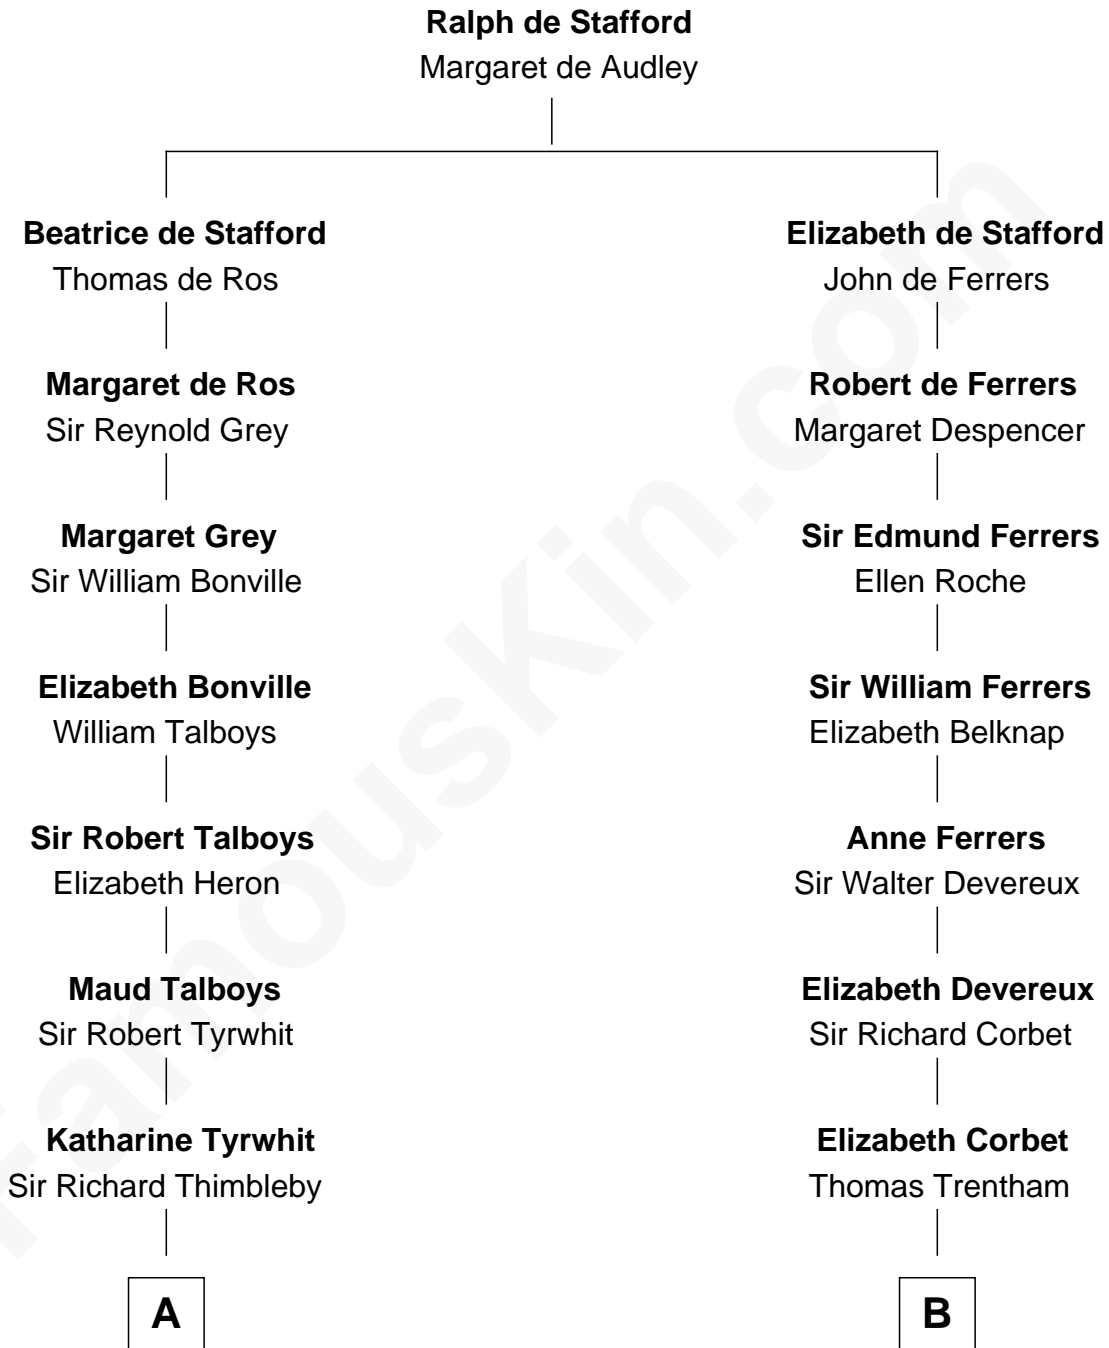 Ralph de Stafford
Margaret de Audley
Beatrice de Stafford
Thomas de Ros
Elizabeth de Stafford
John de Ferrers
Margaret de Ros
Sir Reynold Grey
Robert de Ferrers
Margaret Despencer
Margaret Grey
Sir William Bonville
Sir Edmund Ferrers
Ellen Roche
Elizabeth Bonville
William Talboys
Sir William Ferrers
Elizabeth Belknap
Sir Robert Talboys
Elizabeth Heron
Anne Ferrers
Sir Walter Devereux
Maud Talboys
Sir Robert Tyrwhit
Elizabeth Devereux
Sir Richard Corbet
Katharine Tyrwhit
Sir Richard Thimbleby
Elizabeth Corbet
Thomas Trentham
A
B
FamousKin.com